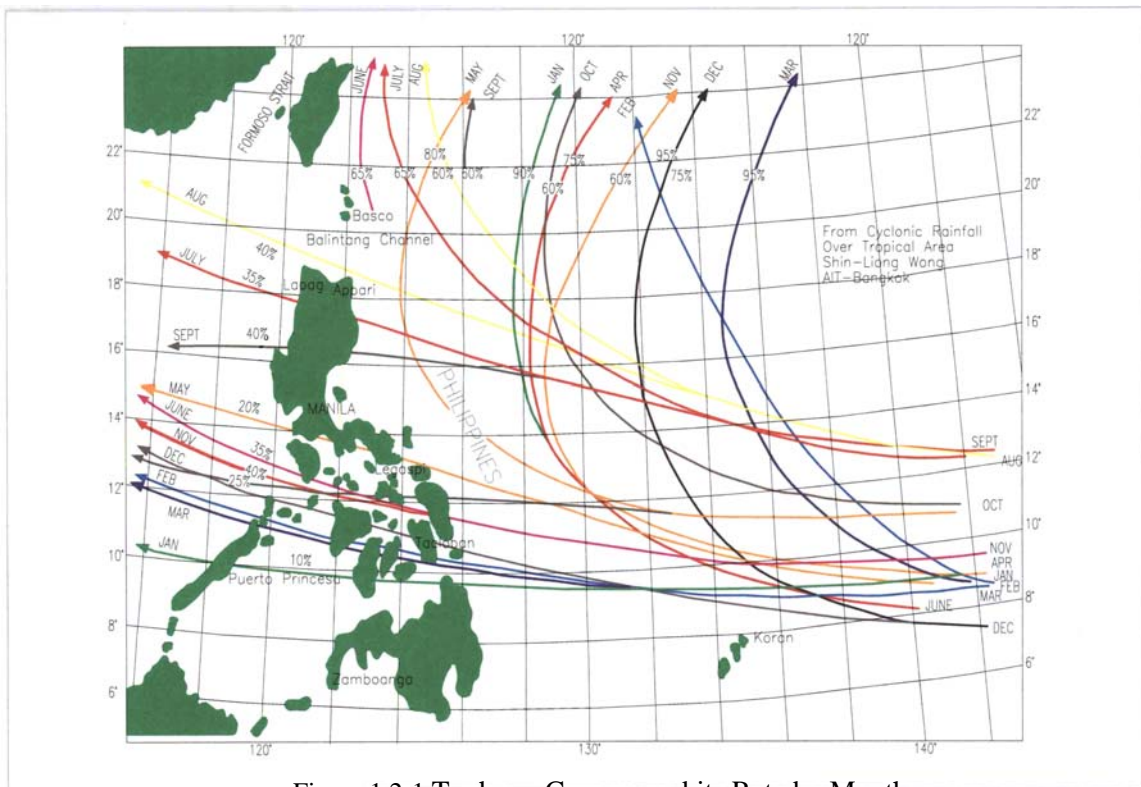 120°
120°
120°
FORMOSO STRAIT
JUNE
JULY
AUG
MAY
SEPT
JAN
OCT
APR
FEB
NOV
DEC
MAR
22°
20°
18°
16°
14°
12°
10°
8°
6°
22°
20°
18°
16°
14°
12°
10°
8°
6°
65%
65%
80%
60%
60%
90%
75%
60%
60%
95%
75%
95%
Basco
Balintang Channel
From Cyclonic Rainfall
Over Tropical Area
Shin-Liang Wong
AIT-Bangkok
AUG
40%
JULY
35%
Laoag Appari
SEPT
40%
MAY
20%
JUNE
35%
NOV
40%
DEC
25%
FEB
MAR
JAN
10%
MANILA
PHILIPPINES
Legaspi
Tacloban
Puerto Princesa
Zamboanga
Koran
SEPT
AUG
OCT
NOV
APR
JAN
FEB
MAR
JUNE
DEC
120°
130°
140°